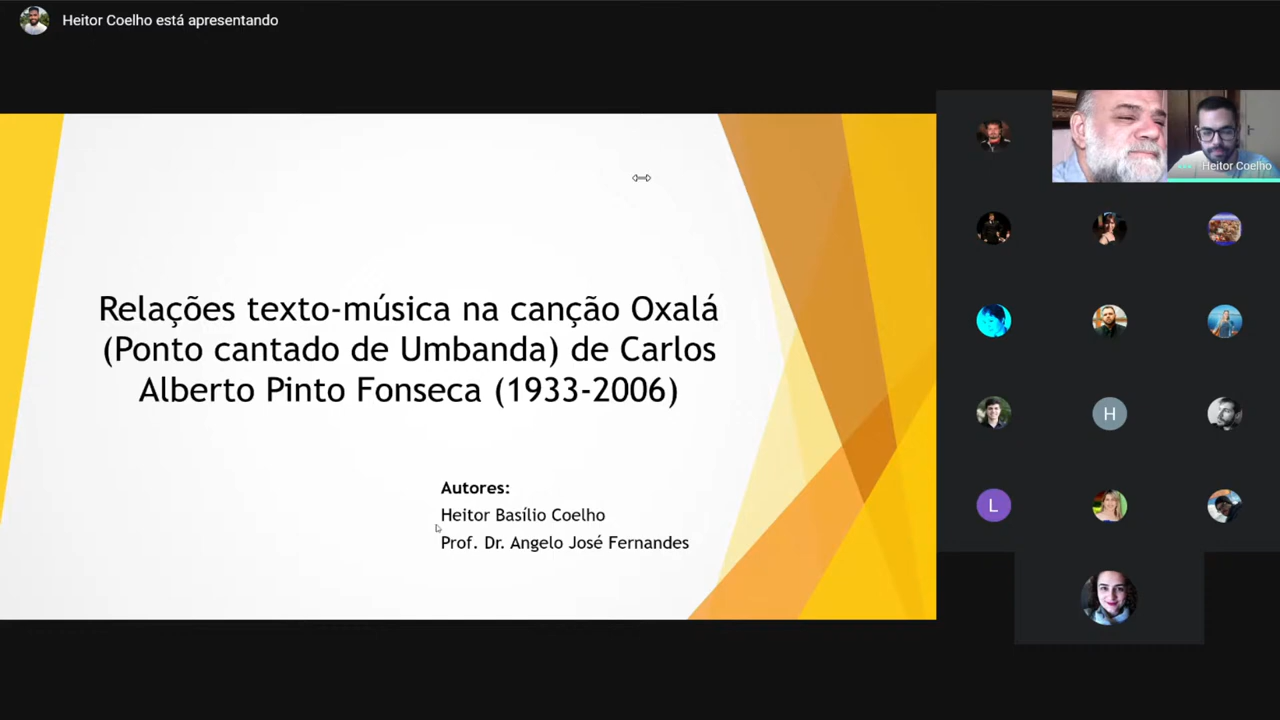 Heitor Coelho está apresentando
Heitor Coelho
Relações texto-música na canção Oxalá
(Ponto cantado de Umbanda) de Carlos
Alberto Pinto Fonseca (1933-2006)
Autores:
Heitor Basílio Coelho
Prof. Dr. Angelo José Fernandes
H
L